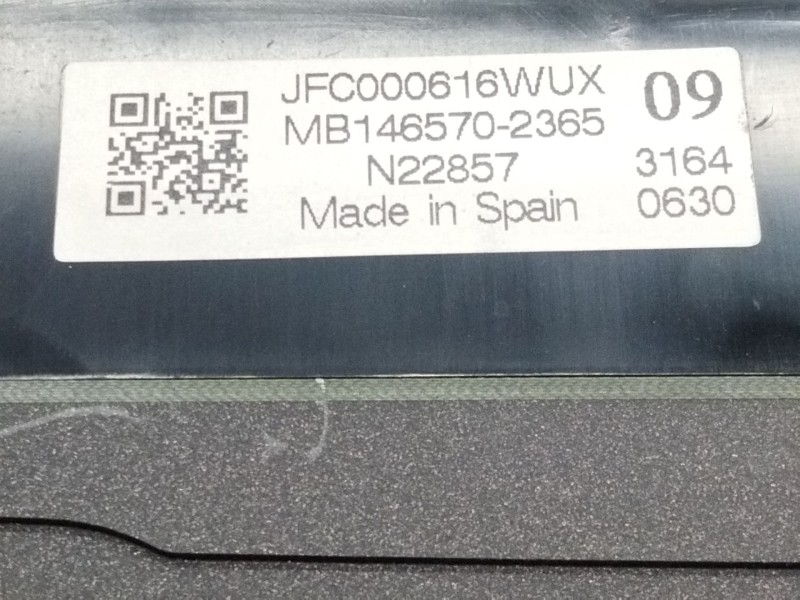 JFC000616WUX 09
MB146570-2365
N22857 3164
Made in Spain 0630